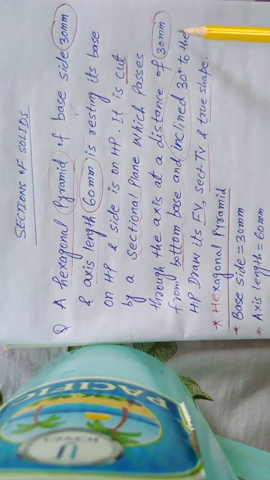 SECTIONS OF SOLIDS
Q A hexagonal Pyramid of base side 30mm
& axis length 60mm is resting its base
on HP & side is on HP. It is cut
by a Sectional Plane which Passes
through the axis at a distance of 30mm
from bottom base and inclined 30° to the
HP Draw its FV, sect TV & true shape.
* Hexagonal Pyramid
* Base side = 30mm
* Axis length = 60mm
PACIFIC